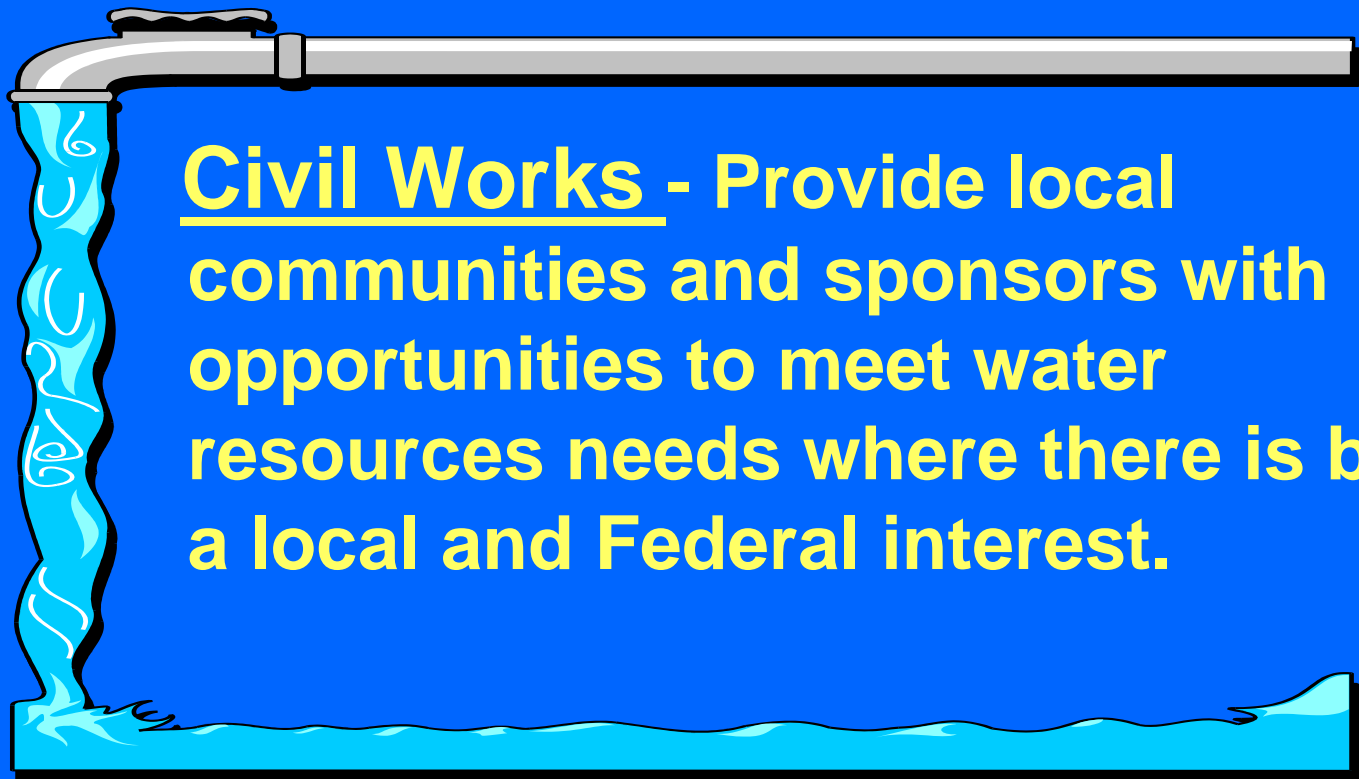 Civil Works - Provide local
communities and sponsors with
opportunities to meet water
resources needs where there is b
a local and Federal interest.